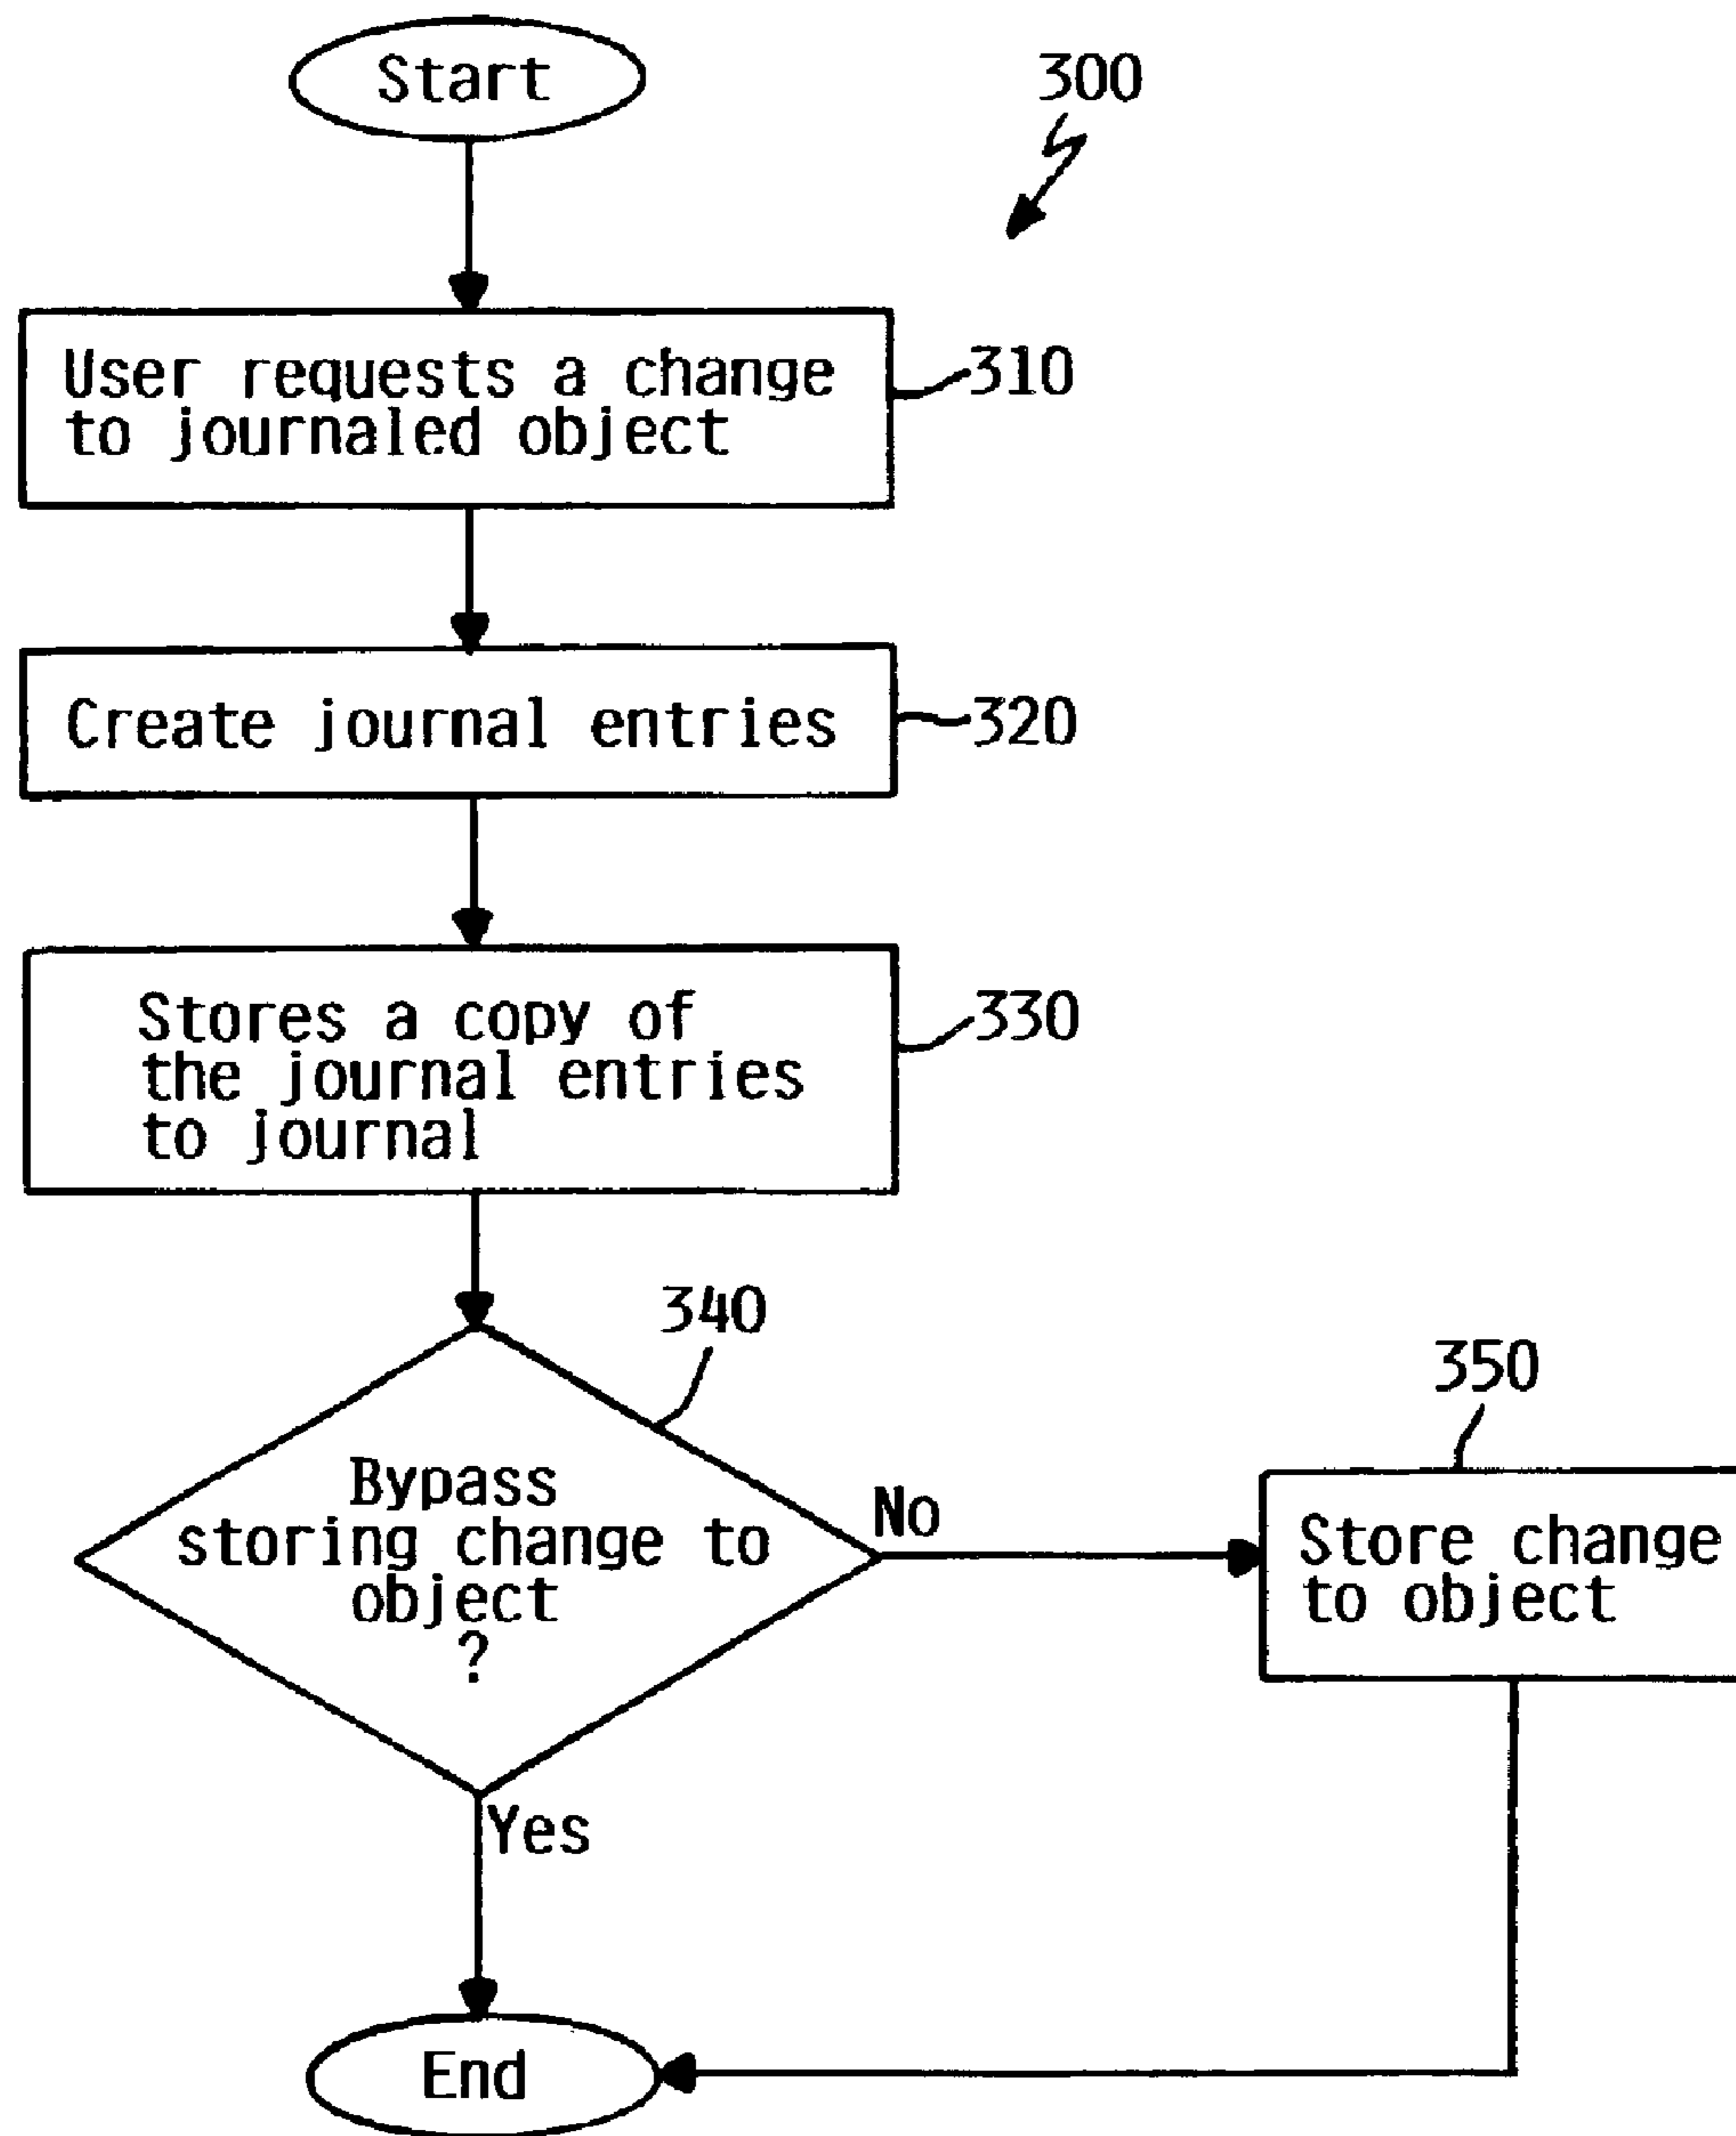 Start
300
User requests a change
to journaled object
310
Create journal entries
320
Stores a copy of
the journal entries
to journal
330
340
Bypass
storing change to
object
?
No
350
Store change
to object
Yes
End